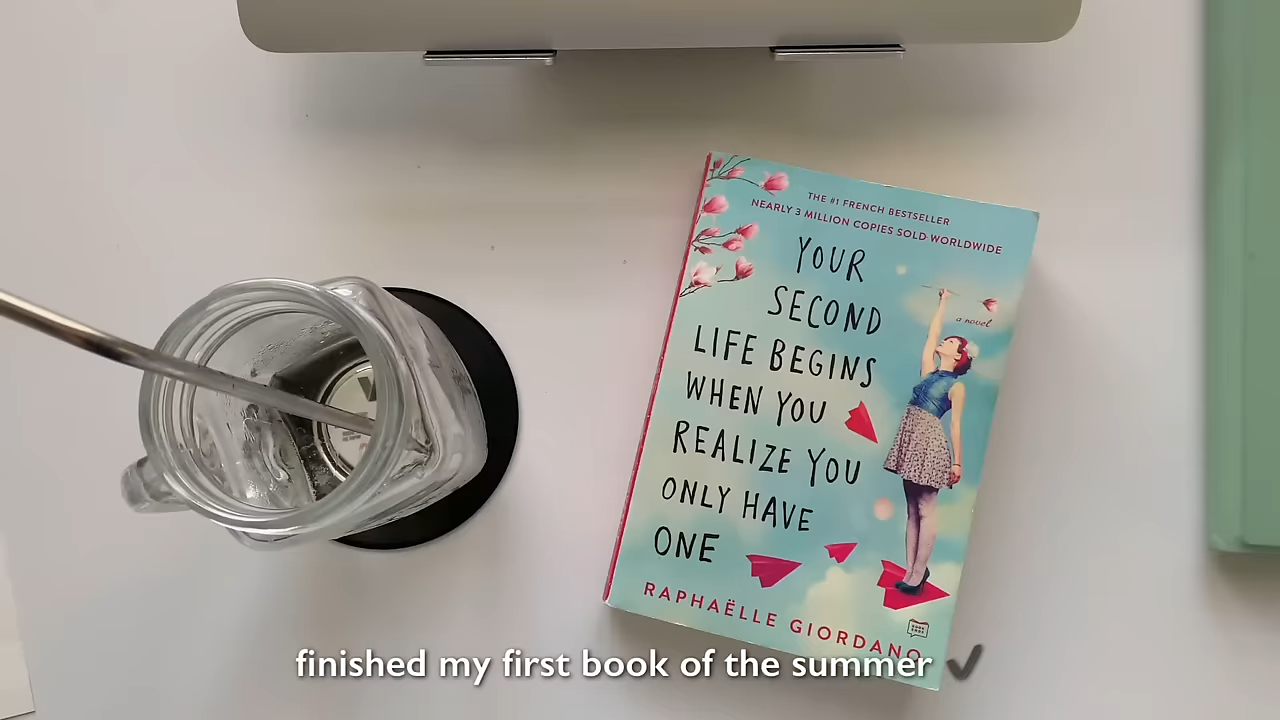 THE #1 FRENCH BESTSELLER
NEARLY 3 MILLION COPIES SOLD WORLDWIDE
YOUR
SECOND
a novel
LIFE BEGINS
WHEN YOU
REALIZE YOU
ONLY HAVE
ONE
RAPHAËLLE GIORDANO
finished my first book of the summer ✓